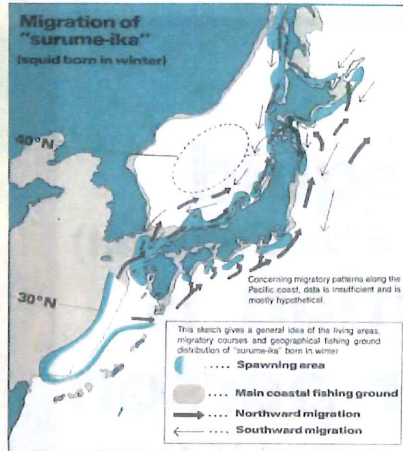 Migration of
"surume-ika"
(squid born in winter)
40°N
30°N
Concerning migratory patterns along the
Pacific coast, data is insufficient and is
mostly hypothetical.
This sketch gives a general idea of the living areas,
migratory courses and geographical fishing ground
distribution of "surume-ika" born in winter
.... Spawning area
.... Main coastal fishing ground
.... Northward migration
.... Southward migration